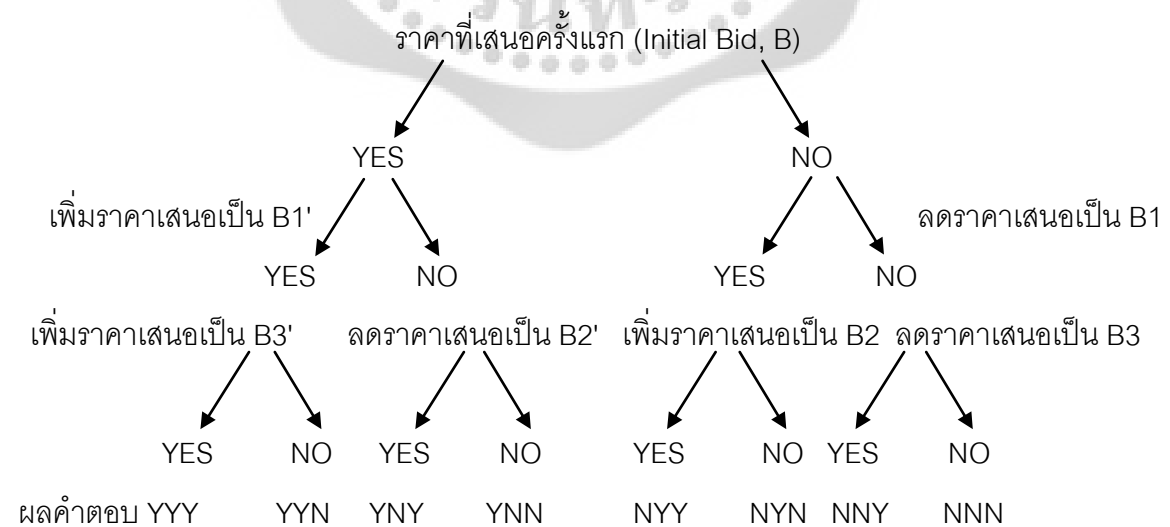 ราคาที่เสนอครั้งแรก (Initial Bid, B)
YES NO
เพิ่มราคาเสนอเป็น B1' ลดราคาเสนอเป็น B1
YES NO YES NO
เพิ่มราคาเสนอเป็น B3' ลดราคาเสนอเป็น B2' เพิ่มราคาเสนอเป็น B2 ลดราคาเสนอเป็น B3
YES NO YES NO YES NO YES NO
ผลคำตอบ YYY YYN YNY YNN NYY NYN NNY NNN